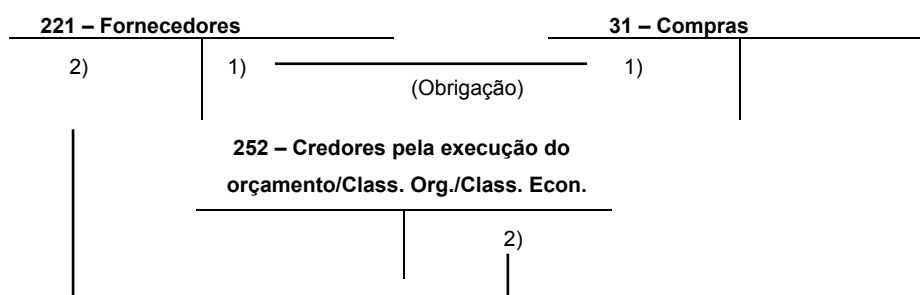 221 – Fornecedores 31 – Compras
2) 1) 1)
(Obrigação)
252 – Credores pela execução do
orçamento/Class. Org./Class. Econ.
2)